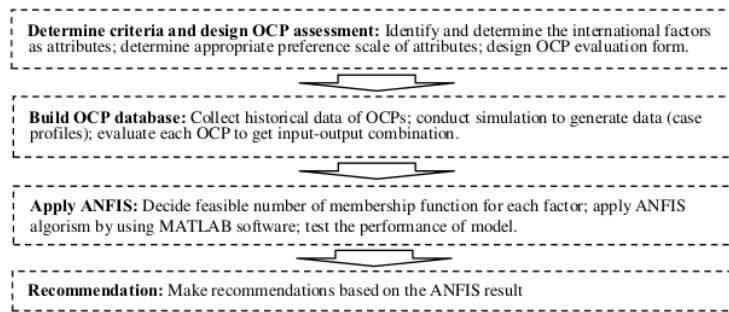 Determine criteria and design OCP assessment: Identify and determine the international factors
as attributes; determine appropriate preference scale of attributes; design OCP evaluation form.
Build OCP database: Collect historical data of OCPs; conduct simulation to generate data (case
profiles); evaluate each OCP to get input-output combination.
Apply ANFIS: Decide feasible number of membership function for each factor; apply ANFIS
algorism by using MATLAB software; test the performance of model.
Recommendation: Make recommendations based on the ANFIS result